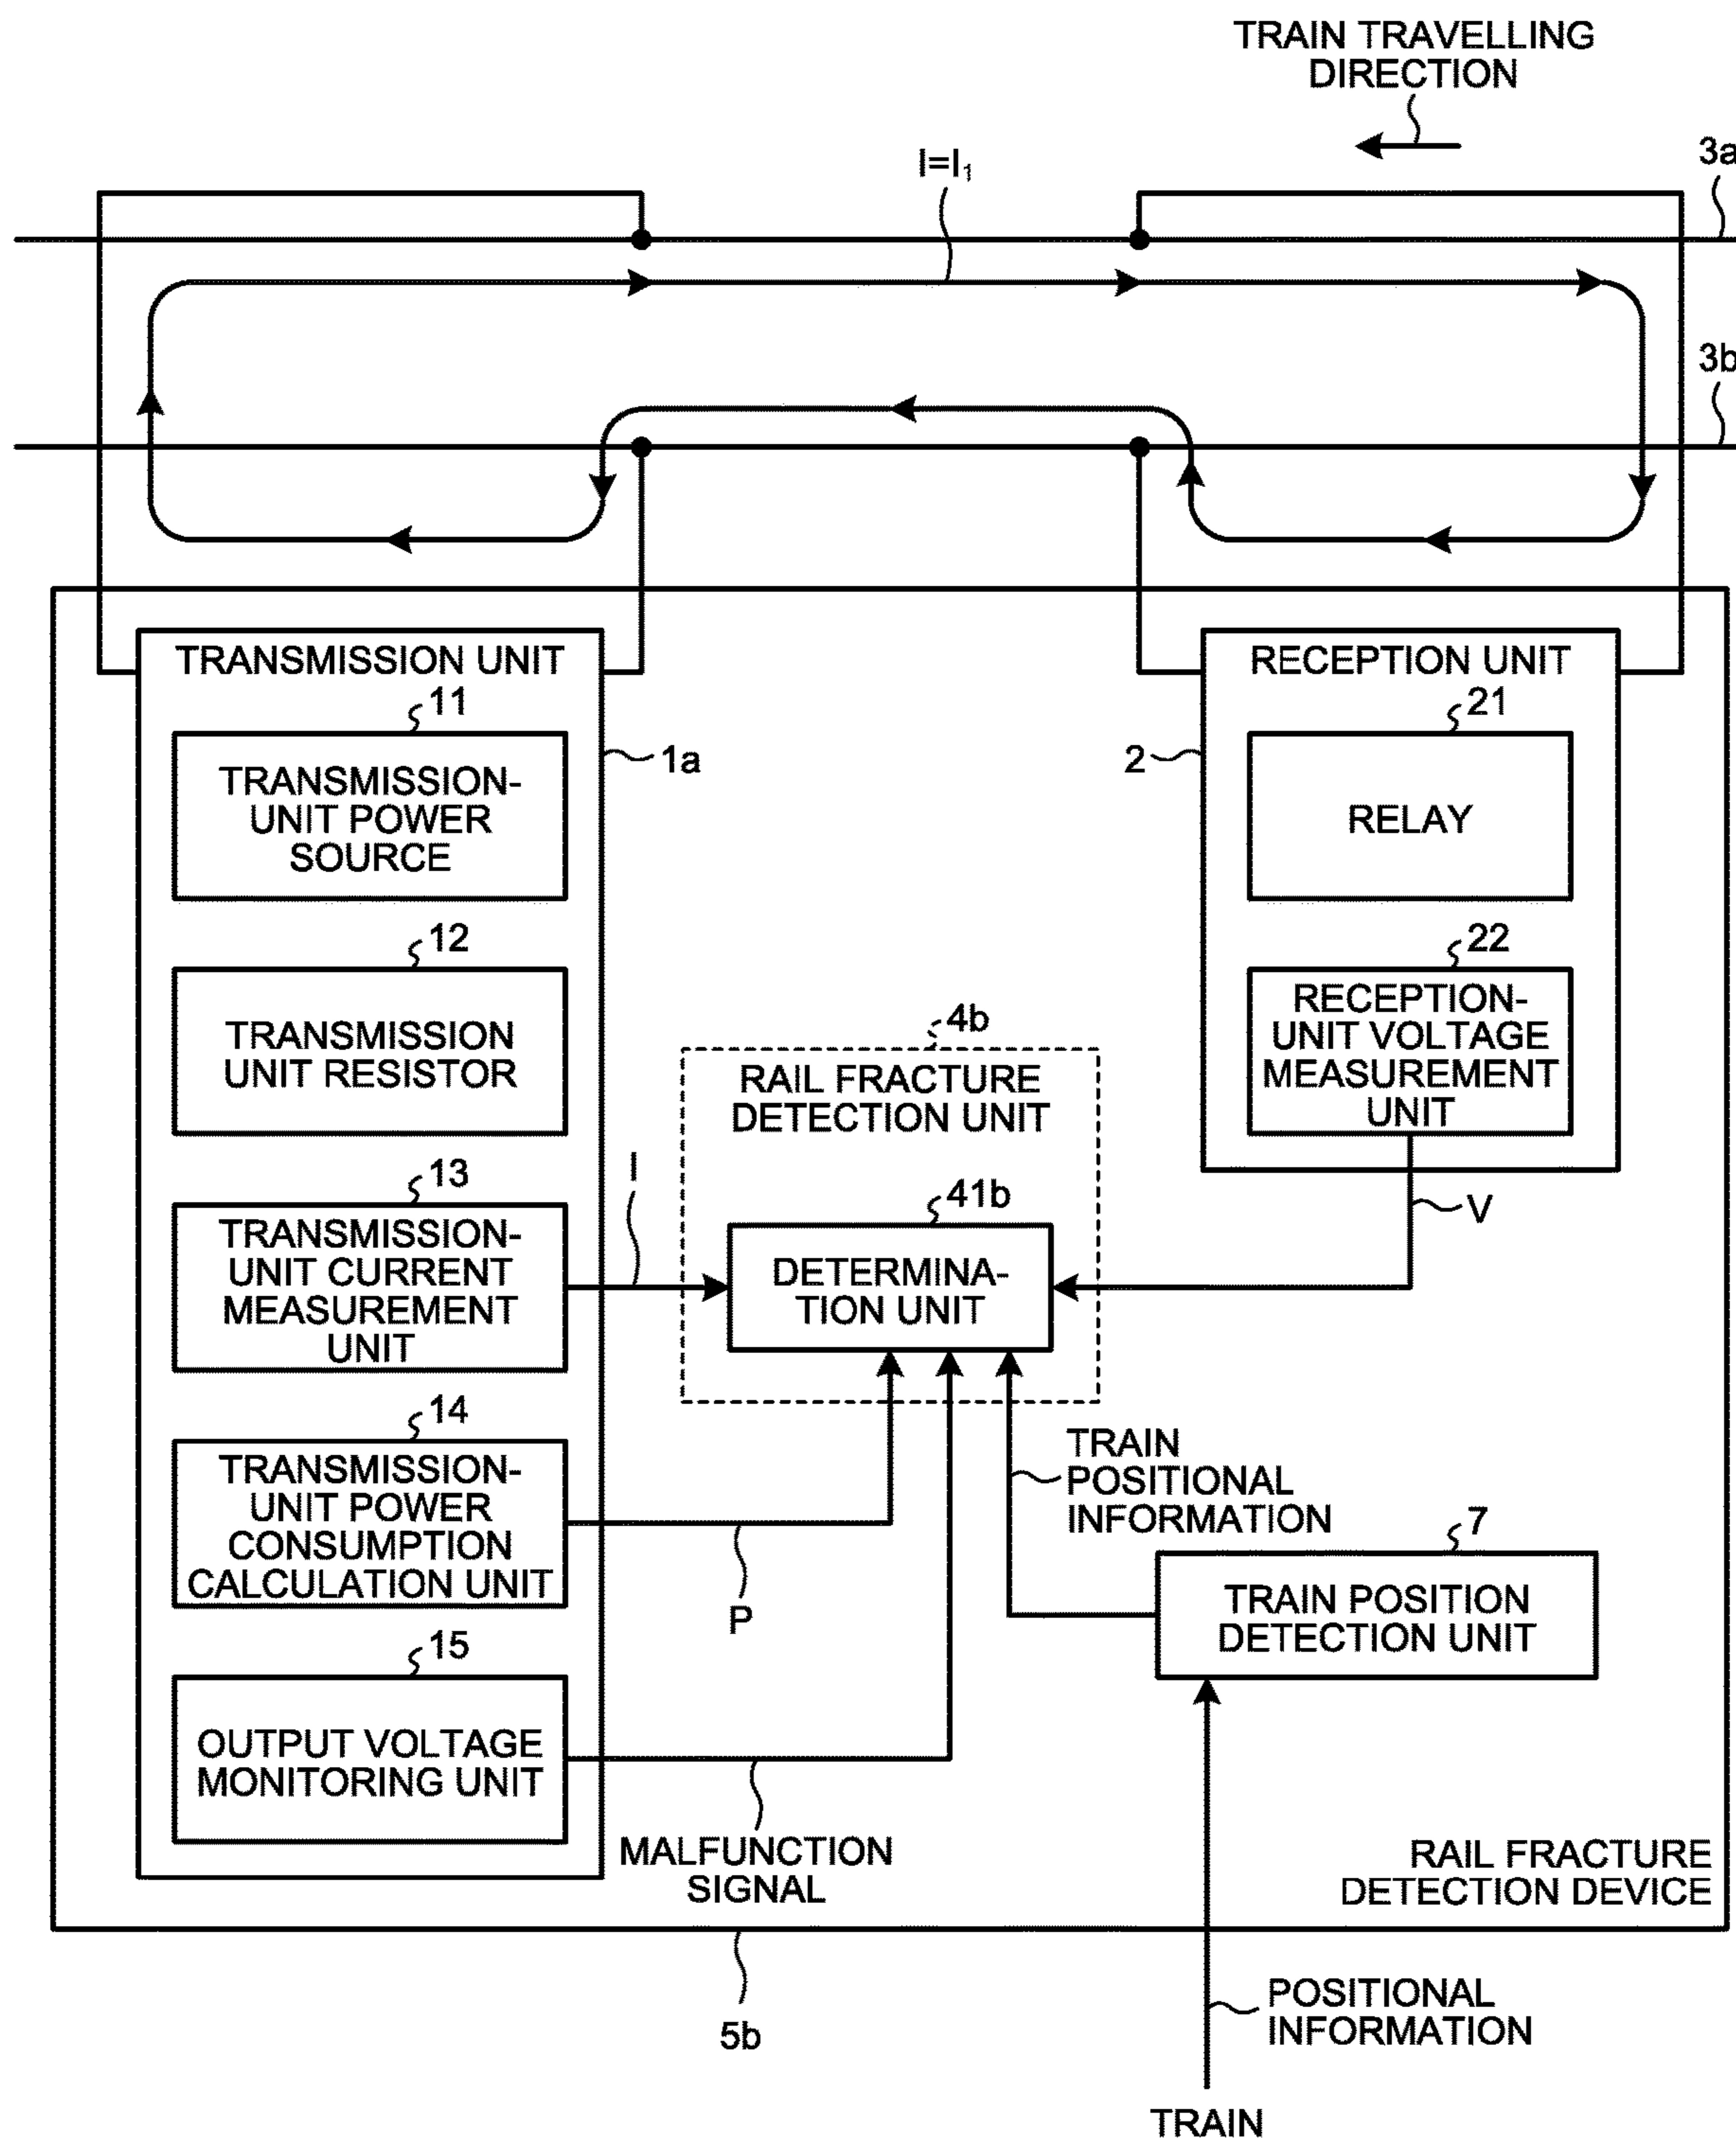 TRAIN TRAVELLING
DIRECTION
3a
I=I₁
3b
TRANSMISSION UNIT
11
TRANSMISSION-
UNIT POWER
SOURCE
1a
12
TRANSMISSION
UNIT RESISTOR
13
TRANSMISSION-
UNIT CURRENT
MEASUREMENT
UNIT
I
14
TRANSMISSION-
UNIT POWER
CONSUMPTION
CALCULATION UNIT
P
15
OUTPUT VOLTAGE
MONITORING UNIT
MALFUNCTION
SIGNAL
4b
RAIL FRACTURE
DETECTION UNIT
41b
DETERMINA-
TION UNIT
RECEPTION UNIT
2
21
RELAY
22
RECEPTION-
UNIT VOLTAGE
MEASUREMENT
UNIT
V
TRAIN
POSITIONAL
INFORMATION
7
TRAIN POSITION
DETECTION UNIT
RAIL FRACTURE
DETECTION DEVICE
5b
POSITIONAL
INFORMATION
TRAIN